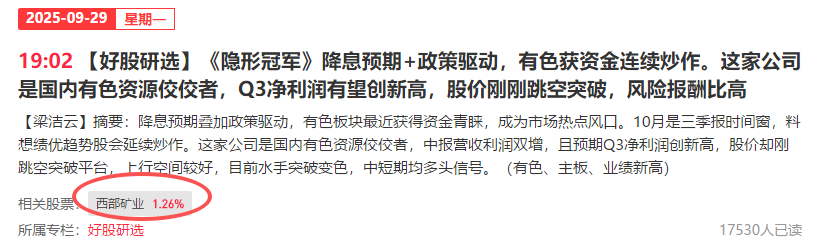 2025-09-29 星期一
19:02 【好股研选】《隐形冠军》降息预期+政策驱动，有色获资金连续炒作。这家公司
是国内有色资源佼佼者，Q3净利润有望创新高，股价刚刚跳空突破，风险报酬比高
【梁洁云】摘要：降息预期叠加政策驱动，有色板块最近获得资金青睐，成为市场热点风口。10月是三季报时间窗，料
想绩优趋势股会延续炒作。这家公司是国内有色资源佼佼者，中报营收利润双增，且预期Q3净利润创新高，股价却刚
跳空突破平台，上行空间较好，目前水手突破变色，中短期均多头信号。（有色、主板、业绩新高）
相关股票： 西部矿业 1.26%
所属专栏：好股研选 17530人已读